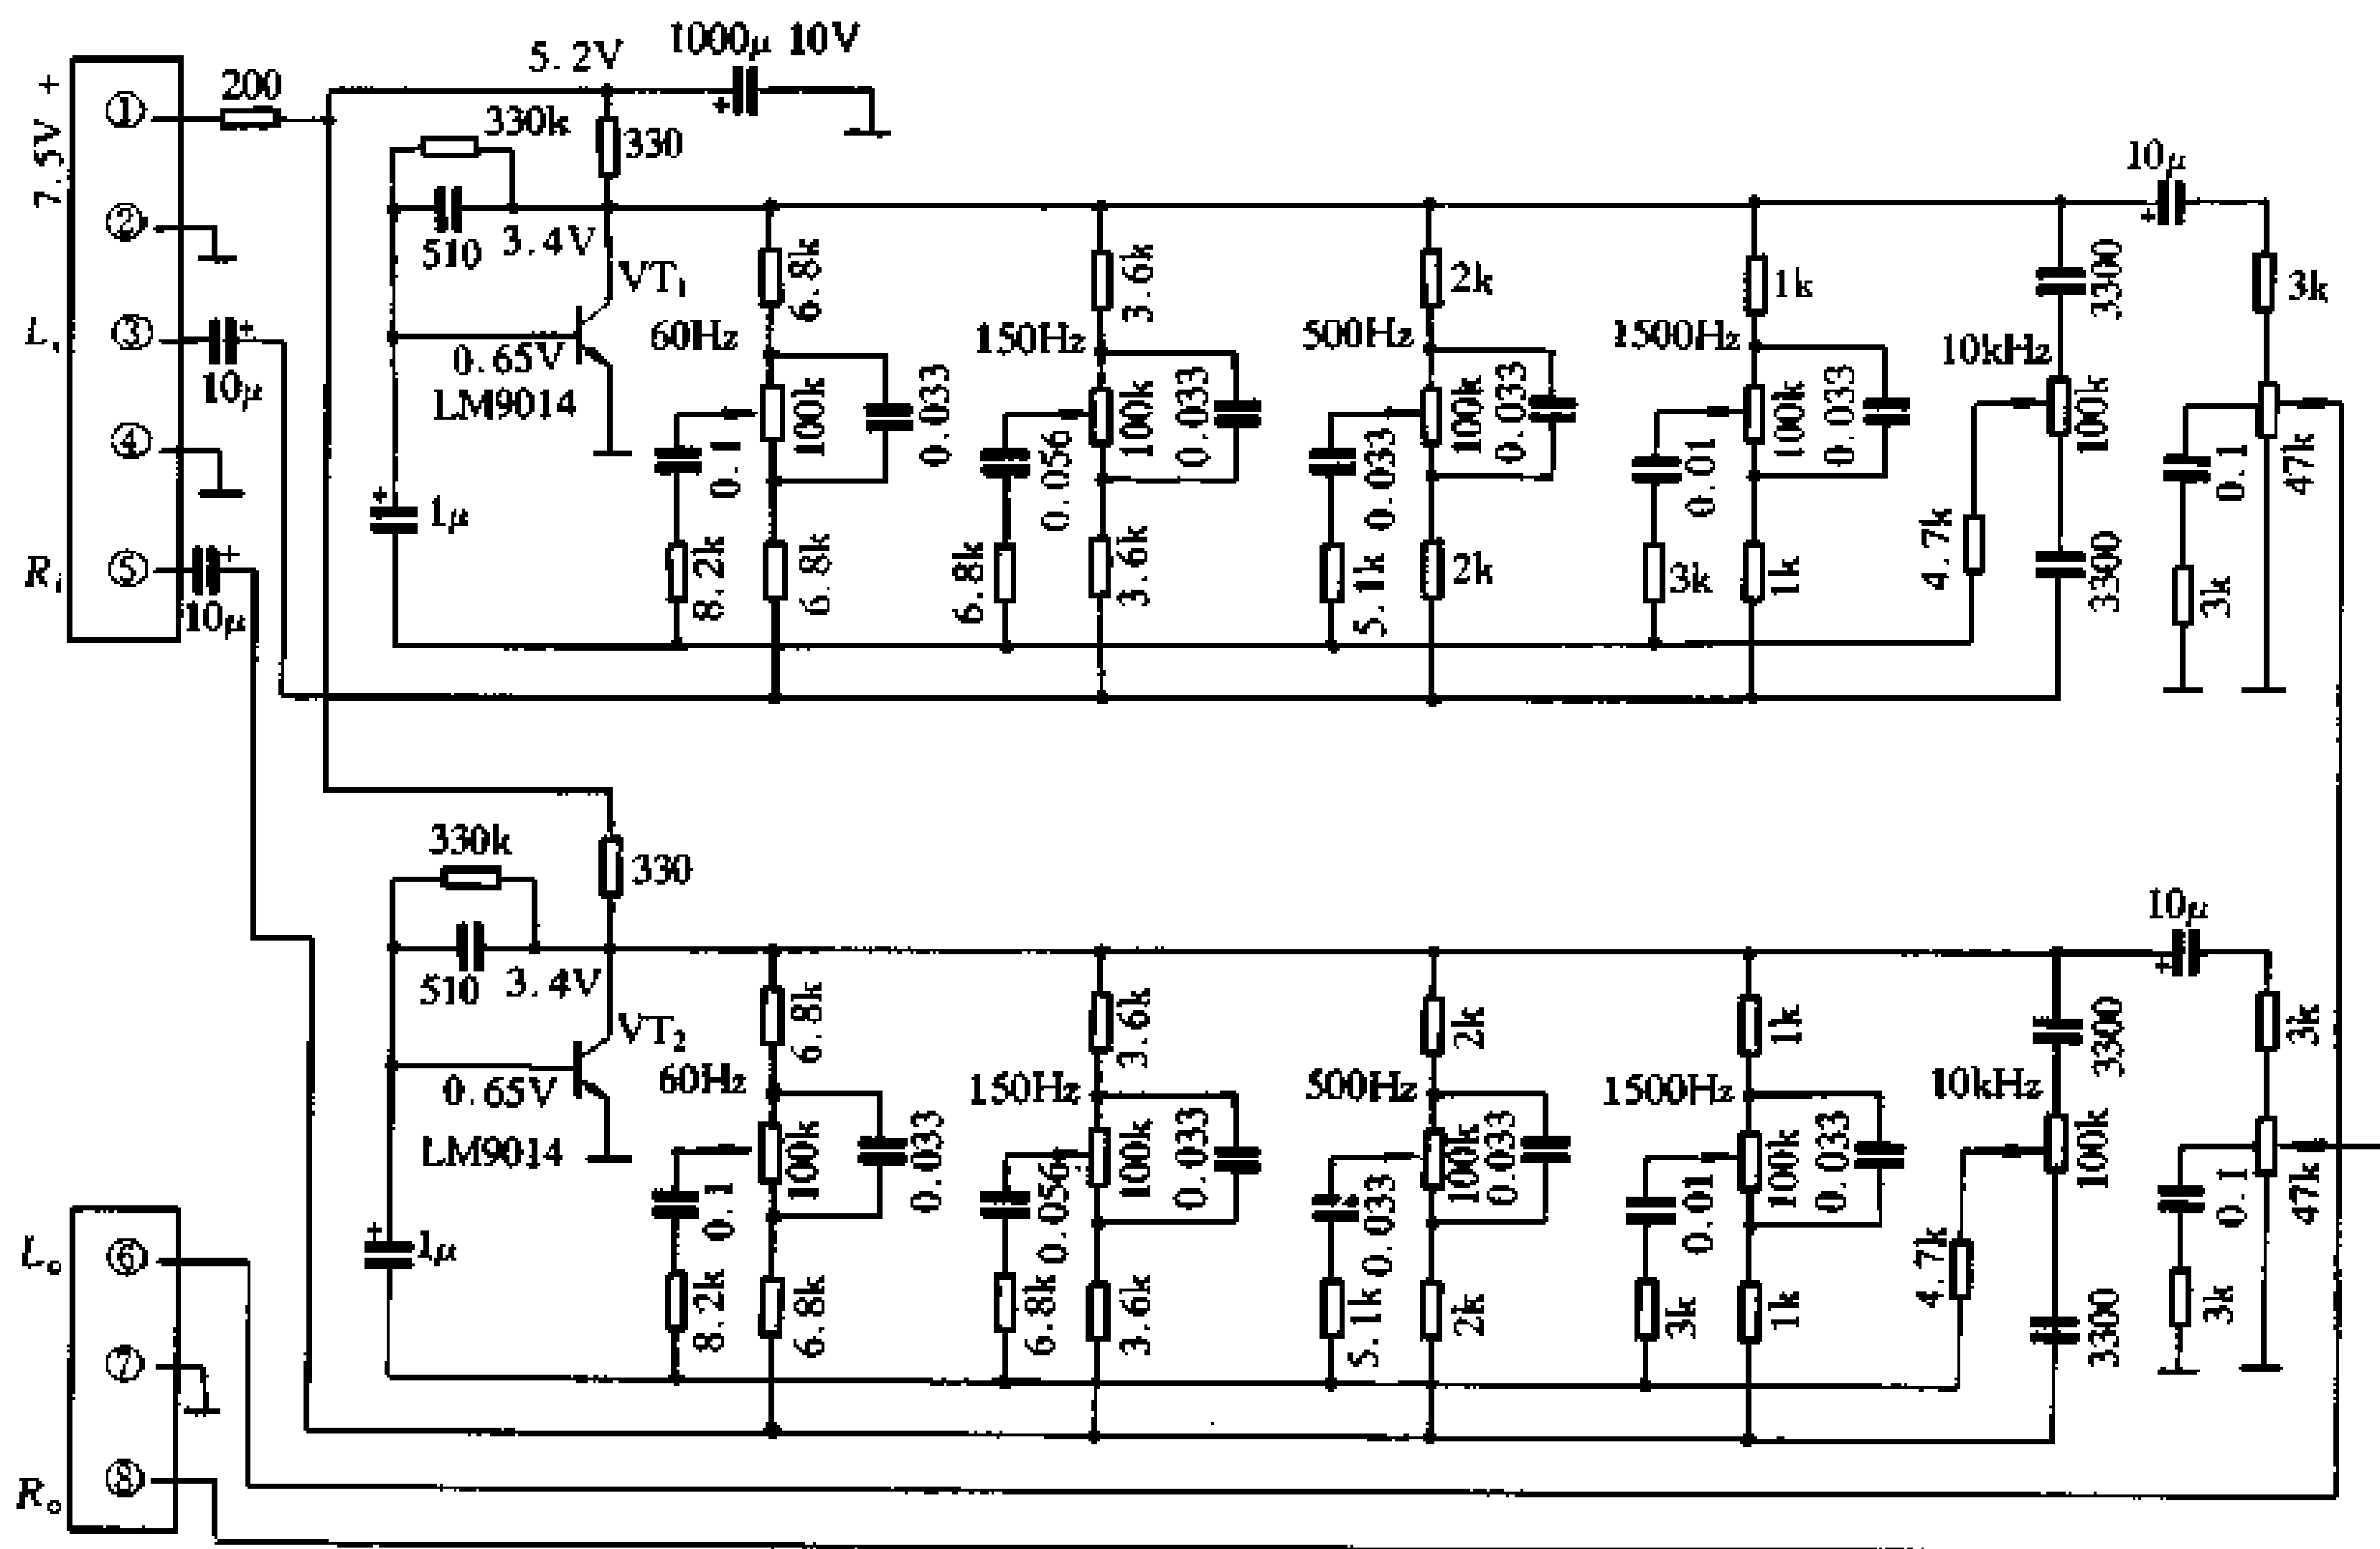 5.2V
1000μ 10V
+
200
①
7.5V +
330k
330
10μ
+
②
510
3.4V
VT₁
6.8k
3.6k
2k
1k
3300
3k
Lᵢ
③
+
10μ
0.65V
LM9014
60Hz
150Hz
500Hz
1500Hz
10kHz
④
100k
0.033
100k
0.033
100k
0.033
100k
0.033
100k
47k
0.1
0.056
0.033
0.01
0.1
+
1μ
Rᵢ
⑤
+
10μ
8.2k
6.8k
6.8k
3.6k
5.1k
2k
3k
1k
4.7k
3300
3k
330k
330
10μ
+
510
3.4V
VT₂
6.8k
3.6k
2k
1k
3300
3k
0.65V
LM9014
60Hz
150Hz
500Hz
1500Hz
10kHz
100k
0.033
100k
0.033
100k
0.033
100k
0.033
100k
47k
0.1
0.056
0.033
0.01
0.1
+
1μ
Lₒ
⑥
8.2k
6.8k
6.8k
3.6k
5.1k
2k
3k
1k
4.7k
3300
3k
⑦
Rₒ
⑧